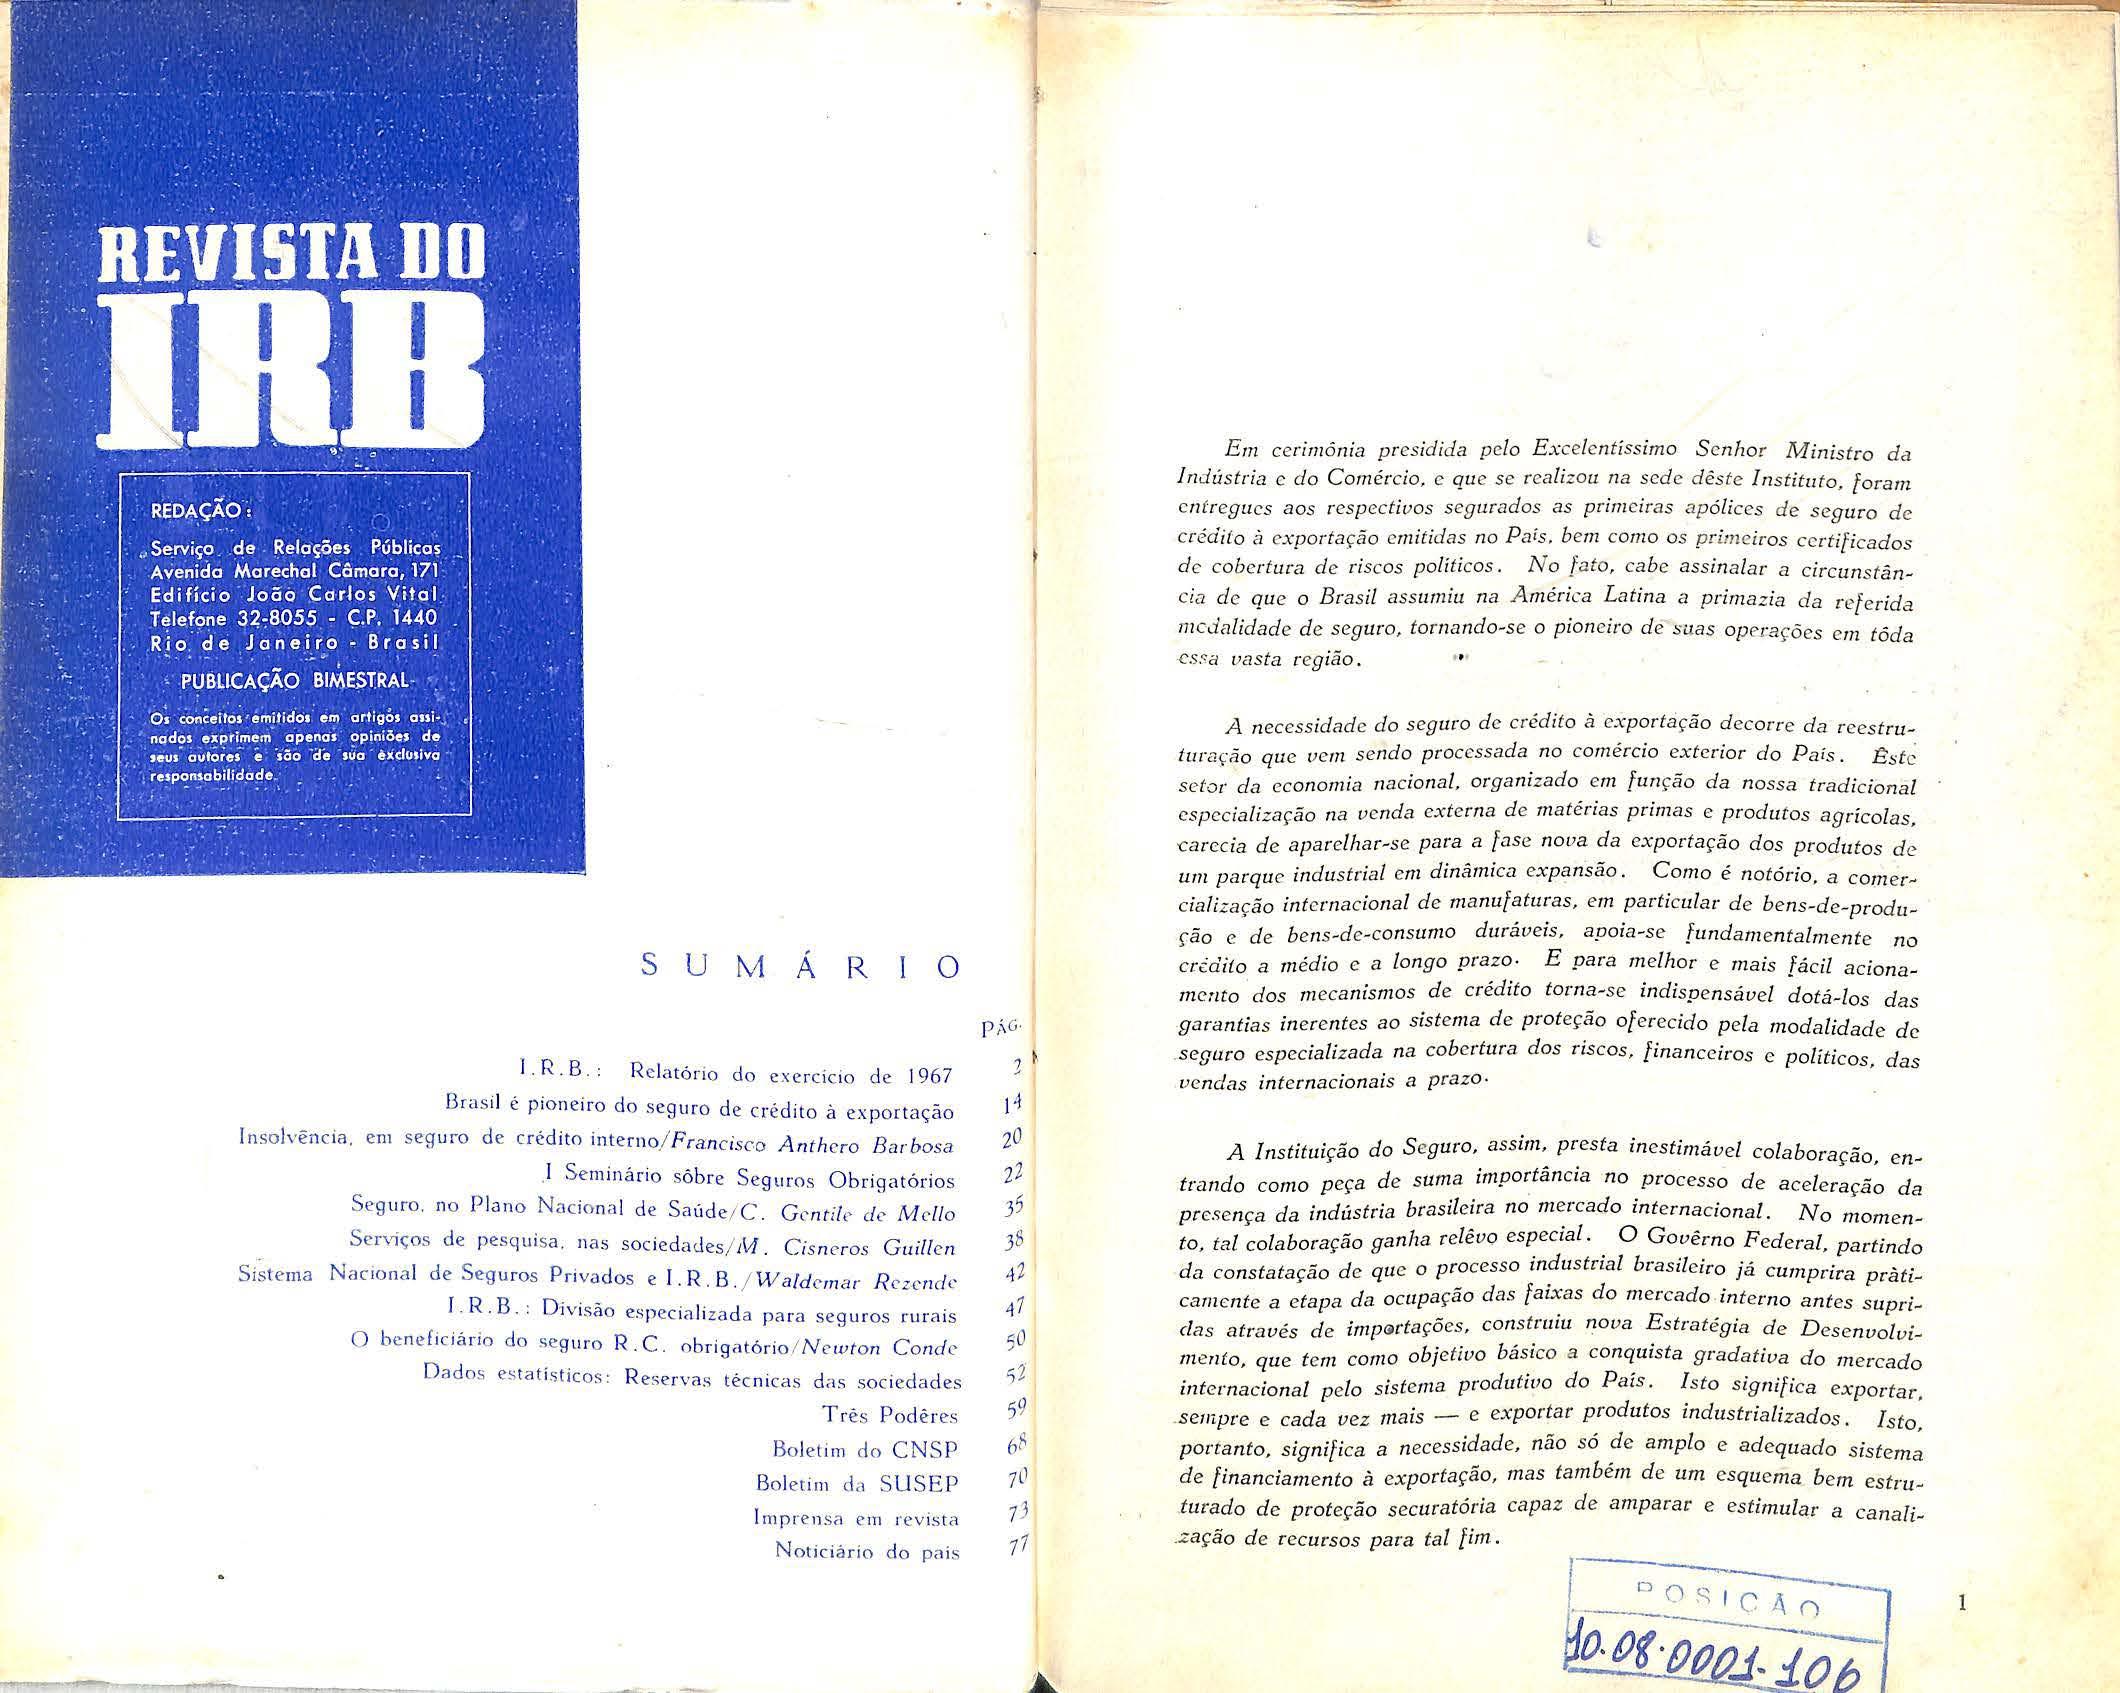 REVISTA DO
IRB
REDAÇÃO:
Serviço de Relações Públicas
Avenida Marechal Câmara, 171
Edifício João Carlos Vital
Telefone 32-8055 - C.P. 1440
Rio de Janeiro - Brasil
PUBLICAÇÃO BIMESTRAL
Os conceitos emitidos em artigos assi-
nados exprimem apenas opiniões de
seus autores e são de sua exclusiva
responsabilidade.
SUMÁRIO
PÁG.
I.R.B.: Relatório do exercício de 1967 2
Brasil é pioneiro do seguro de crédito à exportação 14
Insolvência, em seguro de crédito interno/Francisco Anthero Barbosa 20
I Seminário sôbre Seguros Obrigatórios 22
Seguro, no Plano Nacional de Saúde/C. Gentile de Mello 35
Serviços de pesquisa, nas sociedades/M. Cisneros Guillen 38
Sistema Nacional de Seguros Privados e I.R.B./Waldemar Rezende 42
I.R.B.: Divisão especializada para seguros rurais 47
O beneficiário do seguro R.C. obrigatório/Newton Conde 50
Dados estatísticos: Reservas técnicas das sociedades 52
Três Podêres 59
Boletim do CNSP 68
Boletim da SUSEP 70
Imprensa em revista 73
Noticiário do país 77
Em cerimônia presidida pelo Excelentíssimo Senhor Ministro da
Indústria e do Comércio, e que se realizou na sede dêste Instituto, foram
entregues aos respectivos segurados as primeiras apólices de seguro de
crédito à exportação emitidas no País, bem como os primeiros certificados
de cobertura de riscos políticos. No fato, cabe assinalar a circunstân-
cia de que o Brasil assumiu na América Latina a primazia da referida
modalidade de seguro, tornando-se o pioneiro de suas operações em tôda
essa vasta região.
A necessidade do seguro de crédito à exportação decorre da reestru-
turação que vem sendo processada no comércio exterior do País. Êste
setor da economia nacional, organizado em função da nossa tradicional
especialização na venda externa de matérias primas e produtos agrícolas,
carecia de aparelhar-se para a fase nova da exportação dos produtos de
um parque industrial em dinâmica expansão. Como é notório, a comer-
cialização internacional de manufaturas, em particular de bens-de-produ-
ção e de bens-de-consumo duráveis, apoia-se fundamentalmente no
crédito a médio e a longo prazo. E para melhor e mais fácil aciona-
mento dos mecanismos de crédito torna-se indispensável dotá-los das
garantias inerentes ao sistema de proteção oferecido pela modalidade de
seguro especializada na cobertura dos riscos, financeiros e políticos, das
vendas internacionais a prazo.
A Instituição do Seguro, assim, presta inestimável colaboração, en-
trando como peça de suma importância no processo de aceleração da
presença da indústria brasileira no mercado internacional. No momen-
to, tal colaboração ganha relêvo especial. O Govêrno Federal, partindo
da constatação de que o processo industrial brasileiro já cumprira pràti-
camente a etapa da ocupação das faixas do mercado interno antes supri-
das através de importações, construiu nova Estratégia de Desenvolvi-
mento, que tem como objetivo básico a conquista gradativa do mercado
internacional pelo sistema produtivo do País. Isto significa exportar,
sempre e cada vez mais — e exportar produtos industrializados. Isto,
portanto, significa a necessidade, não só de amplo e adequado sistema
de financiamento à exportação, mas também de um esquema bem estru-
turado de proteção securatória capaz de amparar e estimular a canali-
zação de recursos para tal fim.
POSIÇÃO
10.08.0001-106
1